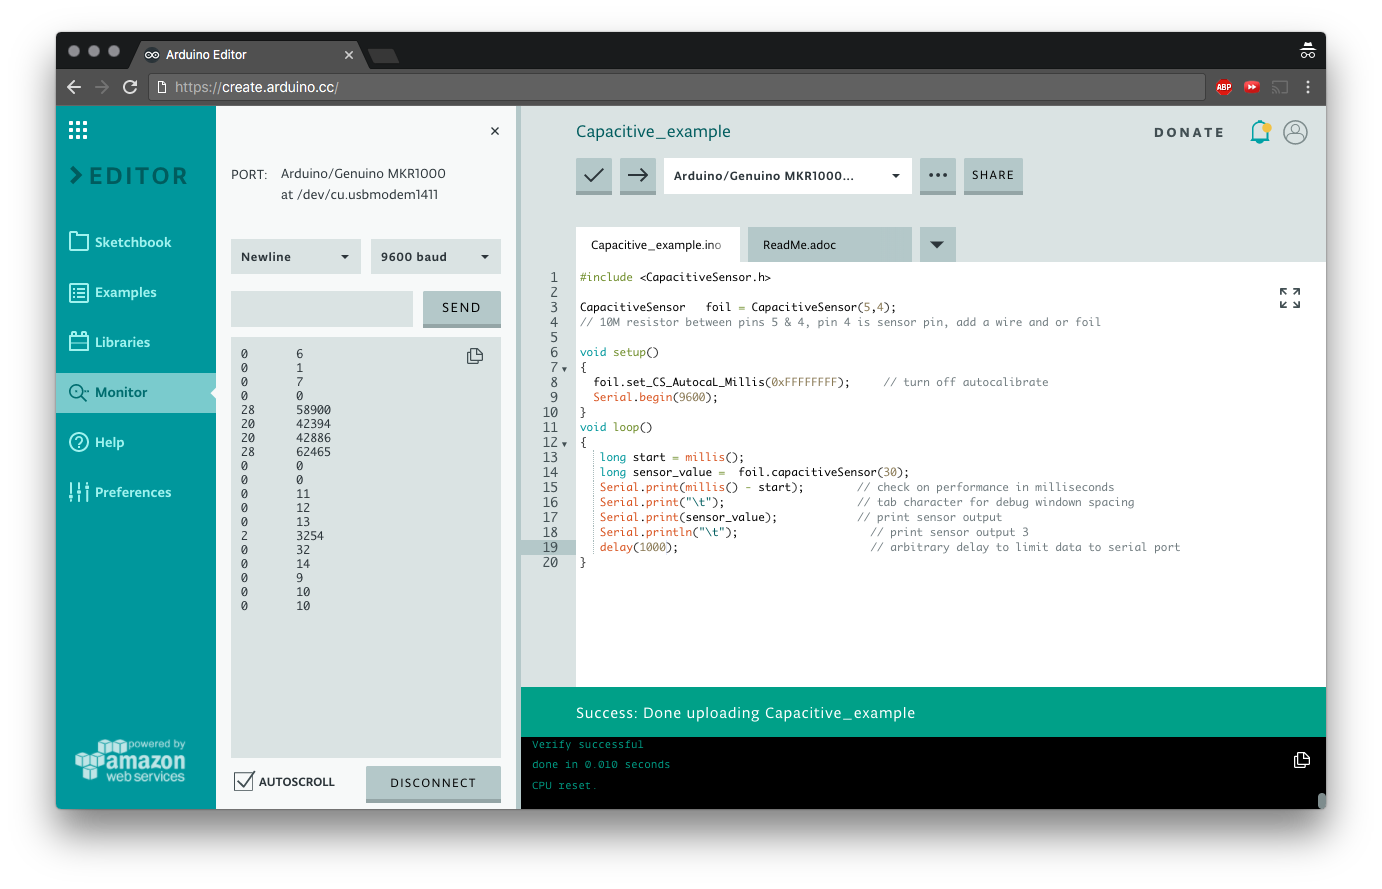 Arduino Editor
https://create.arduino.cc/
ABP
EDITOR
Sketchbook
Examples
Libraries
Monitor
Help
Preferences
powered by
amazon
web services
PORT: Arduino/Genuino MKR1000
at /dev/cu.usbmodem1411
Newline 9600 baud
SEND
0 6
0 1
0 7
0 0
28 58900
20 42394
20 42886
28 62465
0 0
0 0
0 11
0 12
0 13
2 3254
0 32
0 14
0 9
0 10
0 10
AUTOSCROLL DISCONNECT
Capacitive_example
DONATE
Arduino/Genuino MKR1000... SHARE
Capacitive_example.ino ReadMe.adoc
1 #include <CapacitiveSensor.h>
2
3 CapacitiveSensor foil = CapacitiveSensor(5,4);
4 // 10M resistor between pins 5 & 4, pin 4 is sensor pin, add a wire and or foil
5
6 void setup()
7 {
8 foil.set_CS_AutocaL_Millis(0xFFFFFFFF); // turn off autocalibrate
9 Serial.begin(9600);
10 }
11 void loop()
12 {
13 long start = millis();
14 long sensor_value = foil.capacitiveSensor(30);
15 Serial.print(millis() - start); // check on performance in milliseconds
16 Serial.print("\t"); // tab character for debug windown spacing
17 Serial.print(sensor_value); // print sensor output
18 Serial.println("\t"); // print sensor output 3
19 delay(1000); // arbitrary delay to limit data to serial port
20 }
Success: Done uploading Capacitive_example
Verify successful
done in 0.010 seconds
CPU reset.